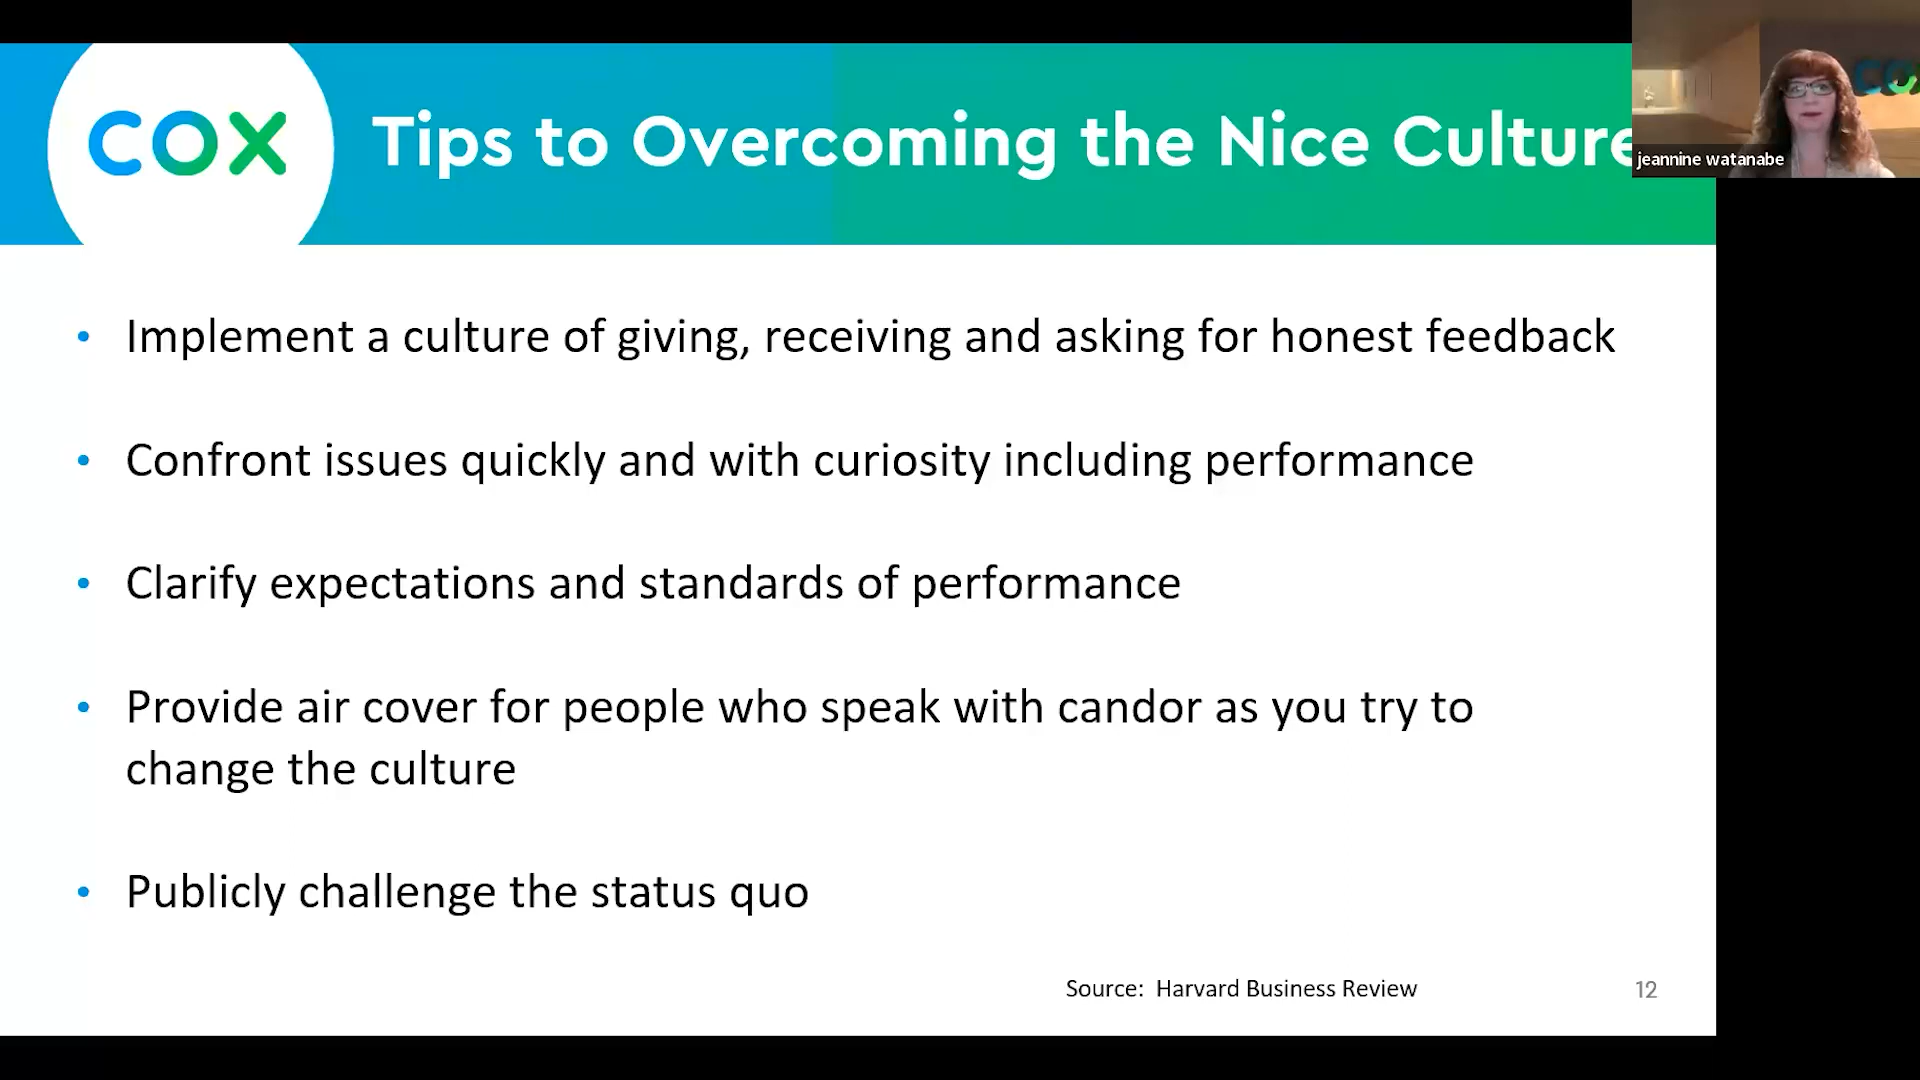 cox
Tips to Overcoming the Nice Culture
jeannine watanabe
• Implement a culture of giving, receiving and asking for honest feedback
• Confront issues quickly and with curiosity including performance
• Clarify expectations and standards of performance
• Provide air cover for people who speak with candor as you try to
change the culture
• Publicly challenge the status quo
Source: Harvard Business Review
12